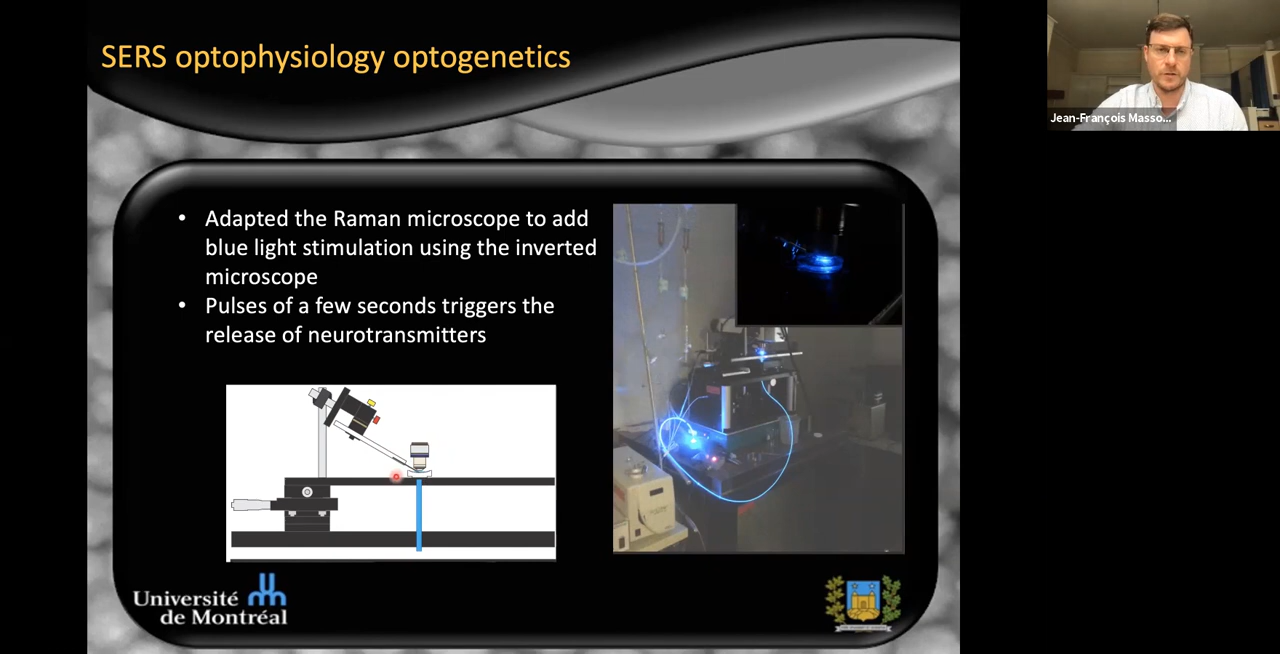 SERS optophysiology optogenetics
Jean-François Masso...
• Adapted the Raman microscope to add
blue light stimulation using the inverted
microscope
• Pulses of a few seconds triggers the
release of neurotransmitters
Université
de Montréal